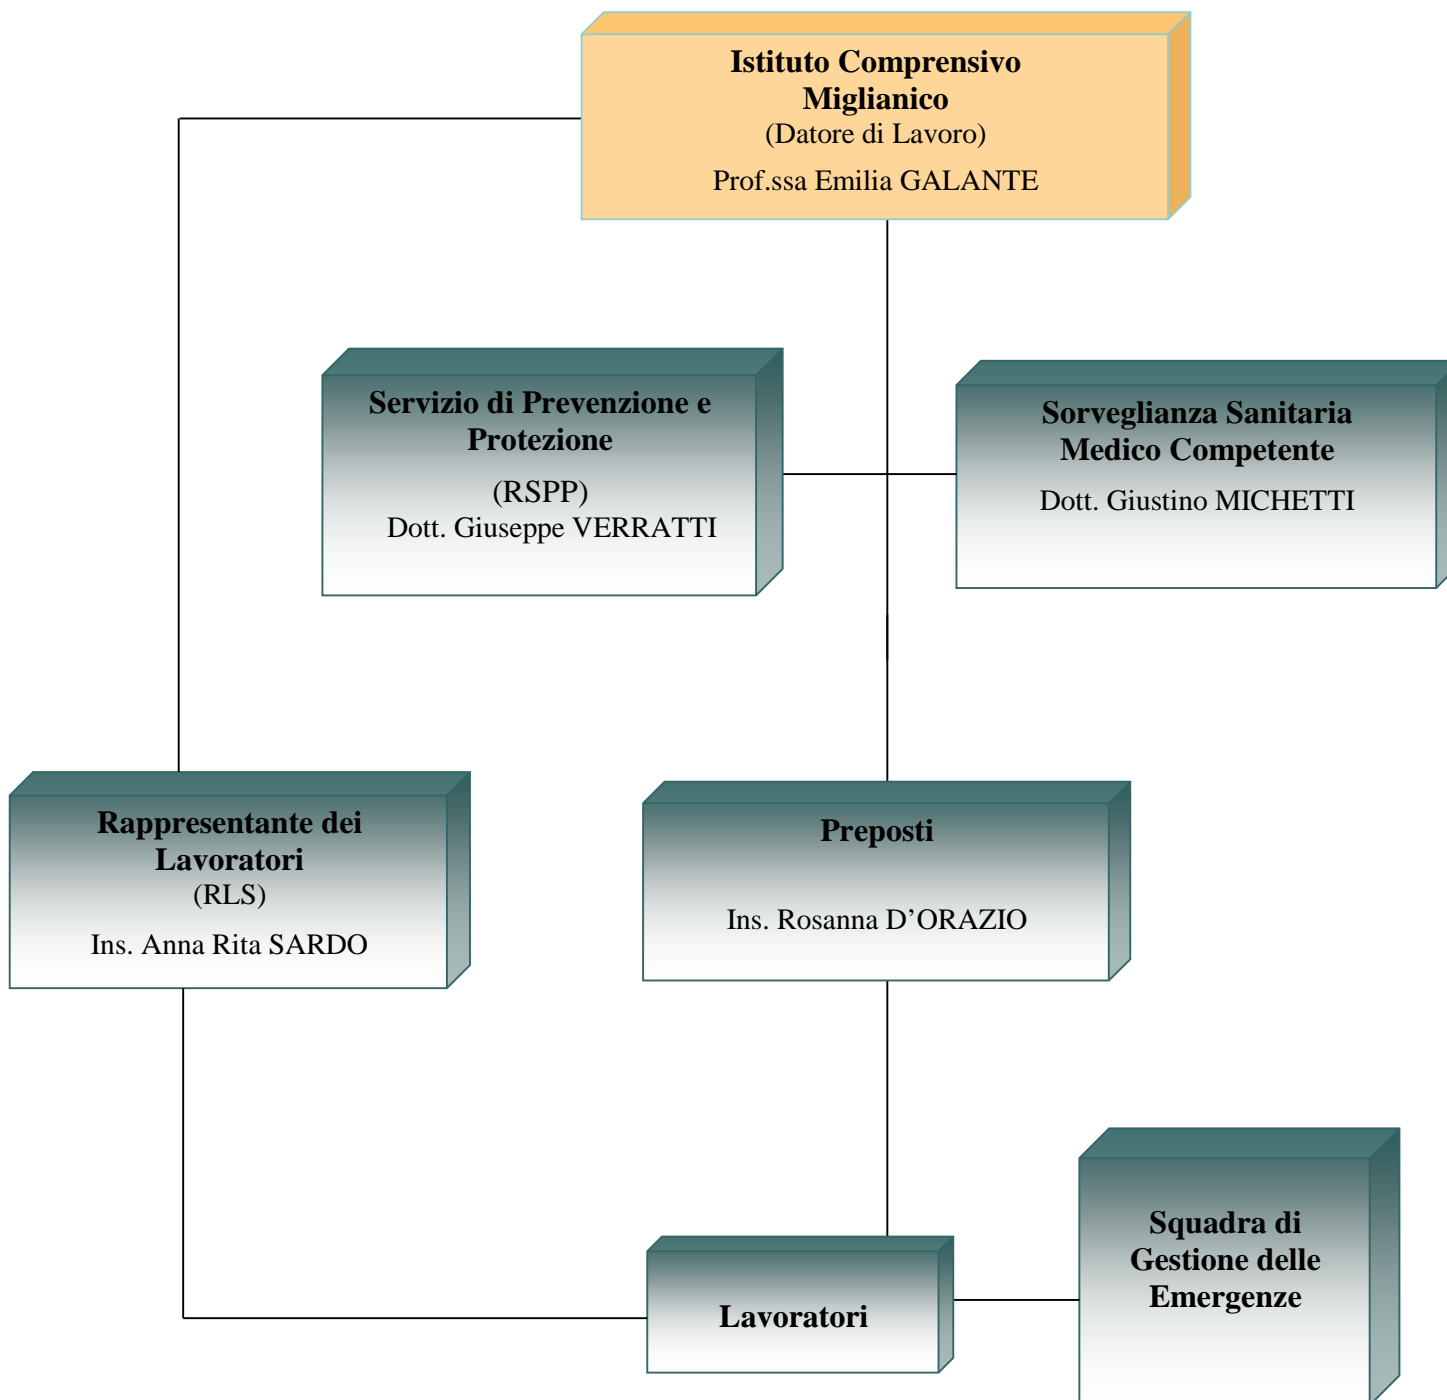 Istituto Comprensivo
Miglianico
(Datore di Lavoro)
Prof.ssa Emilia GALANTE
Servizio di Prevenzione e
Protezione
(RSPP)
Dott. Giuseppe VERRATTI
Sorveglianza Sanitaria
Medico Competente
Dott. Giustino MICHETTI
Rappresentante dei
Lavoratori
(RLS)
Ins. Anna Rita SARDO
Preposti
Ins. Rosanna D’ORAZIO
Lavoratori
Squadra di
Gestione delle
Emergenze